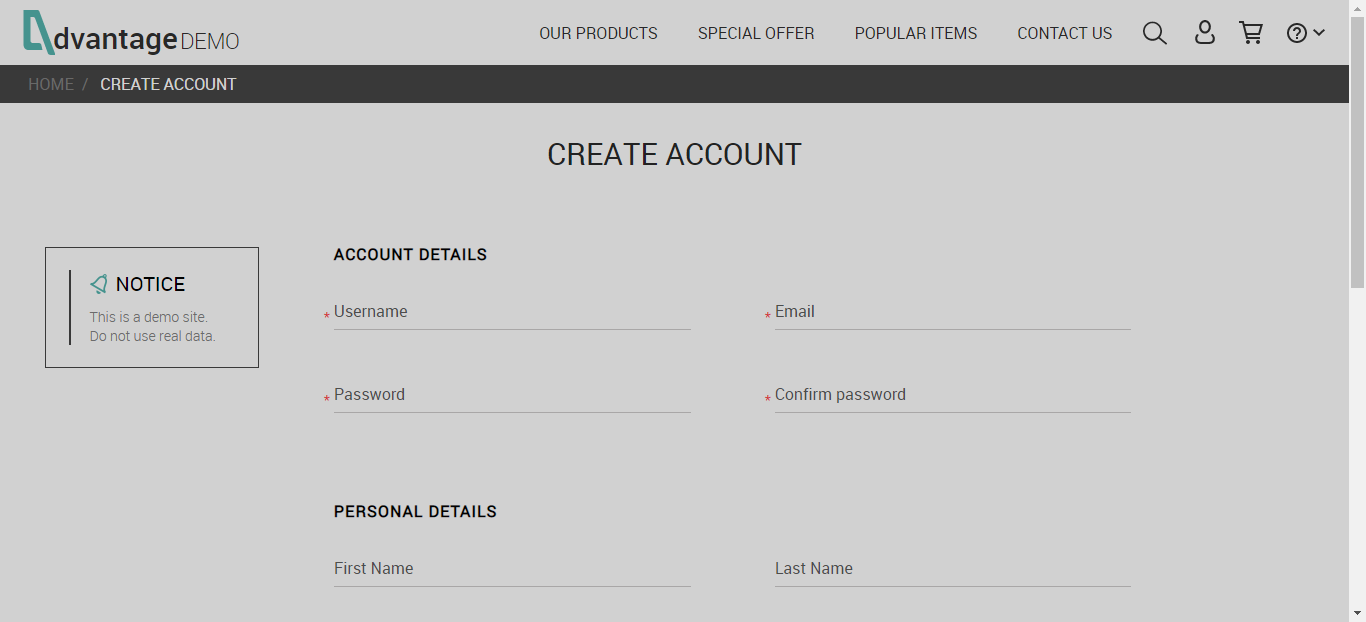 dvantage DEMO
OUR PRODUCTS
SPECIAL OFFER
POPULAR ITEMS
CONTACT US
HOME / CREATE ACCOUNT
CREATE ACCOUNT
NOTICE
This is a demo site.
Do not use real data.
ACCOUNT DETAILS
* Username
* Email
* Password
* Confirm password
PERSONAL DETAILS
First Name
Last Name